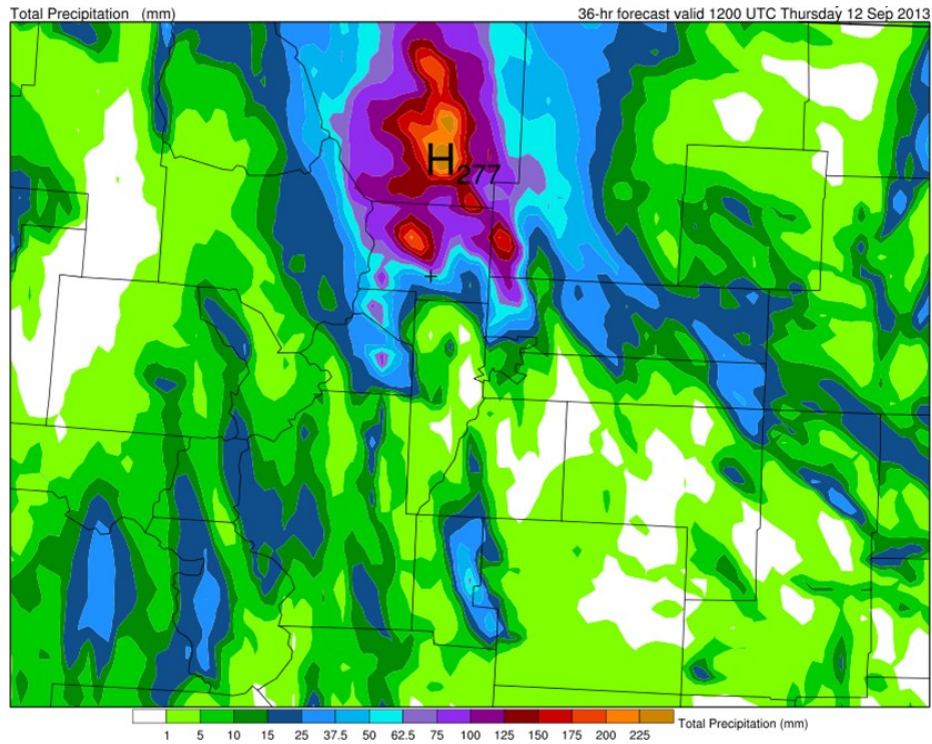 Total Precipitation (mm) 36-hr forecast valid 1200 UTC Thursday 12 Sep 2013
H
277
1 5 10 15 25 37.5 50 62.5 75 100 125 150 175 200 225 Total Precipitation (mm)